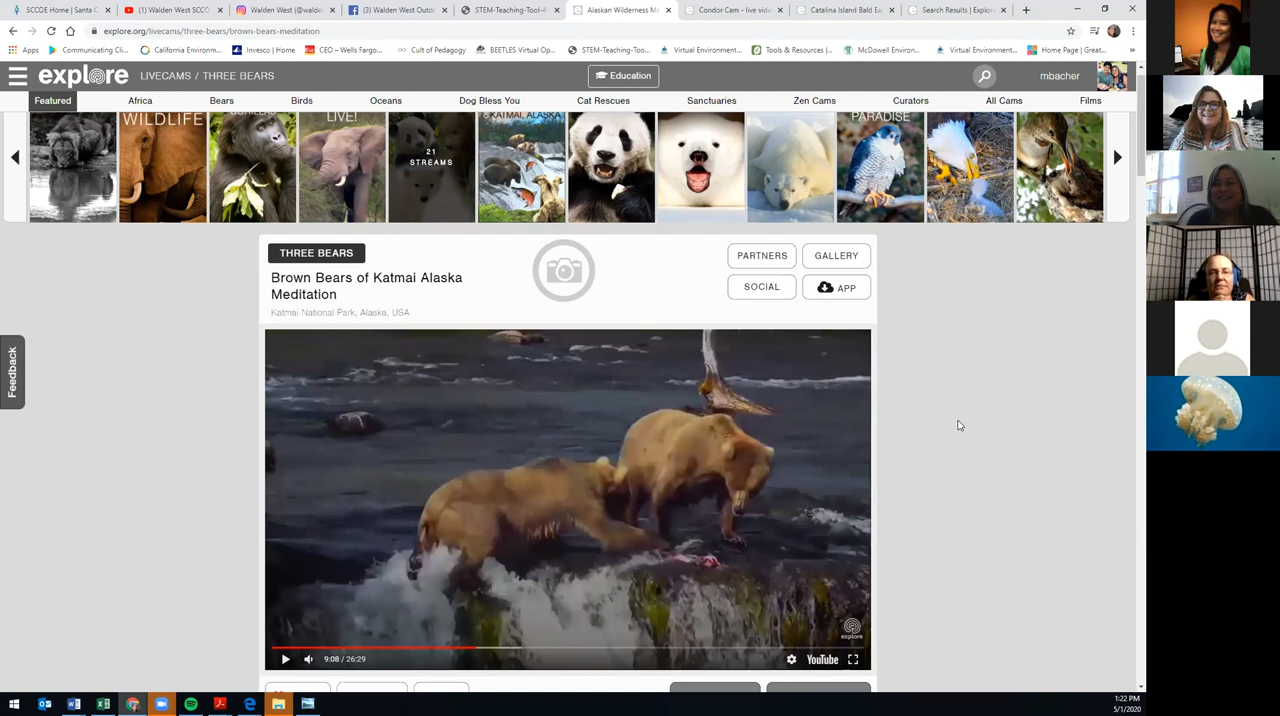 SCCOE Home | Santa C
(1) Walden West SCCO
Walden West (@walde
(3) Walden West Outd
STEM-Teaching-Tool-
Alaskan Wilderness M
Condor Cam - live vide
Catalina Island Bald Ea
Search Results | Explor
explore.org/livecams/three-bears/brown-bears-meditation
Apps
Communicating Cli...
California Environm...
Invesco | Home
CEO – Wells Fargo...
Cult of Pedagogy
BEETLES Virtual Op...
STEM-Teaching-Too...
Virtual Environment...
Tools & Resources |...
McDowell Environ...
Virtual Environment...
Home Page | Great...
explore
LIVECAMS / THREE BEARS
Education
mbacher
Featured
Africa
Bears
Birds
Oceans
Dog Bless You
Cat Rescues
Sanctuaries
Zen Cams
Curators
All Cams
Films
WILDLIFE
LIVE!
21
STREAMS
KATMAI, ALASKA
PARADISE
THREE BEARS
Brown Bears of Katmai Alaska
Meditation
Katmai National Park, Alaska, USA
PARTNERS
GALLERY
SOCIAL
APP
Feedback
explore
9:08 / 26:29
YouTube
1:22 PM
5/1/2020